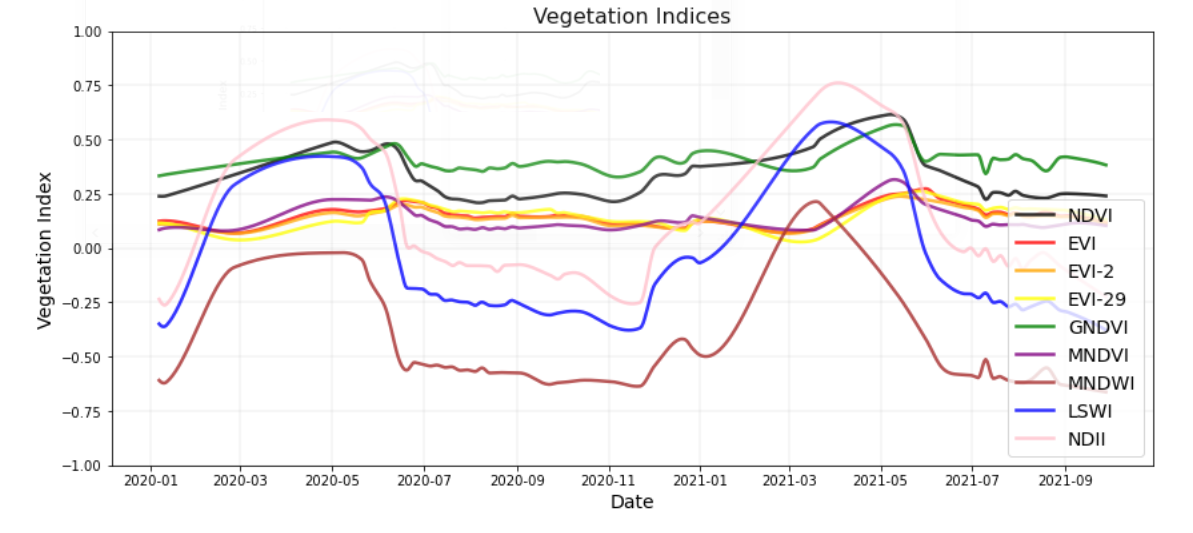 Vegetation Indices
1.00
0.75
0.50
0.25
0.00
−0.25
−0.50
−0.75
−1.00
Vegetation Index
NDVI
EVI
EVI-2
EVI-29
GNDVI
MNDVI
MNDWI
LSWI
NDII
2020-01 2020-03 2020-05 2020-07 2020-09 2020-11 2021-01 2021-03 2021-05 2021-07 2021-09
Date